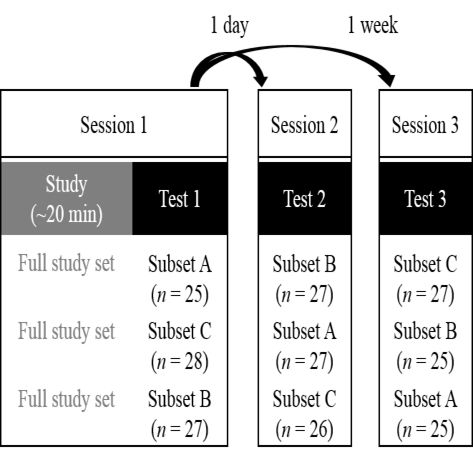 1 day 1 week
Session 1 Session 2 Session 3
Study
(~20 min) Test 1 Test 2 Test 3
Full study set Subset A Subset B Subset C
(n = 25) (n = 27) (n = 27)
Full study set Subset C Subset A Subset B
(n = 28) (n = 27) (n = 25)
Full study set Subset B Subset C Subset A
(n = 27) (n = 26) (n = 25)